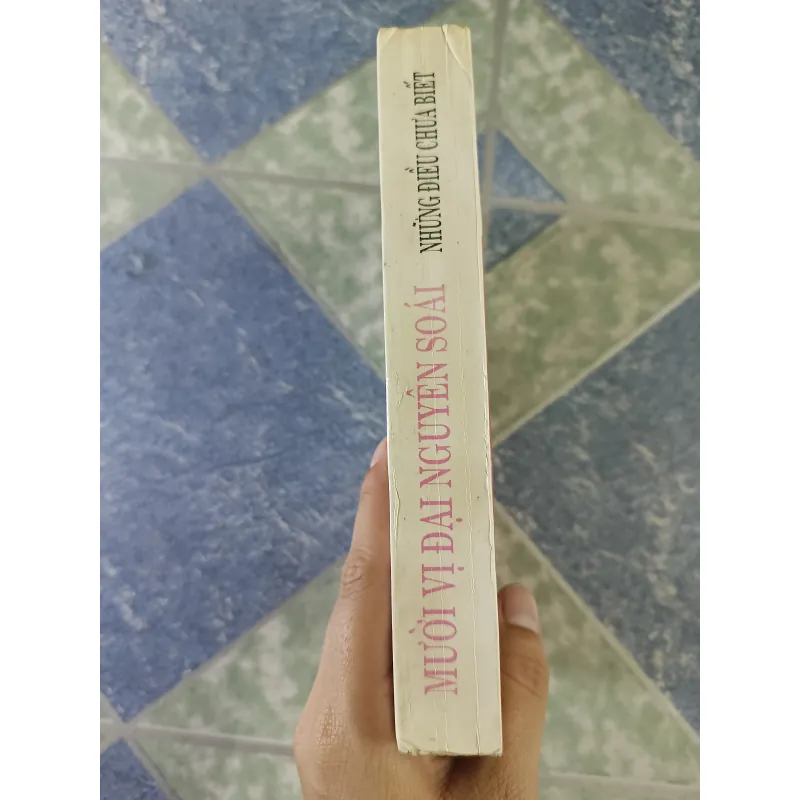 MƯỜI VỊ ĐẠI NGUYÊN SOÁI
NHỮNG ĐIỀU CHƯA BIẾT